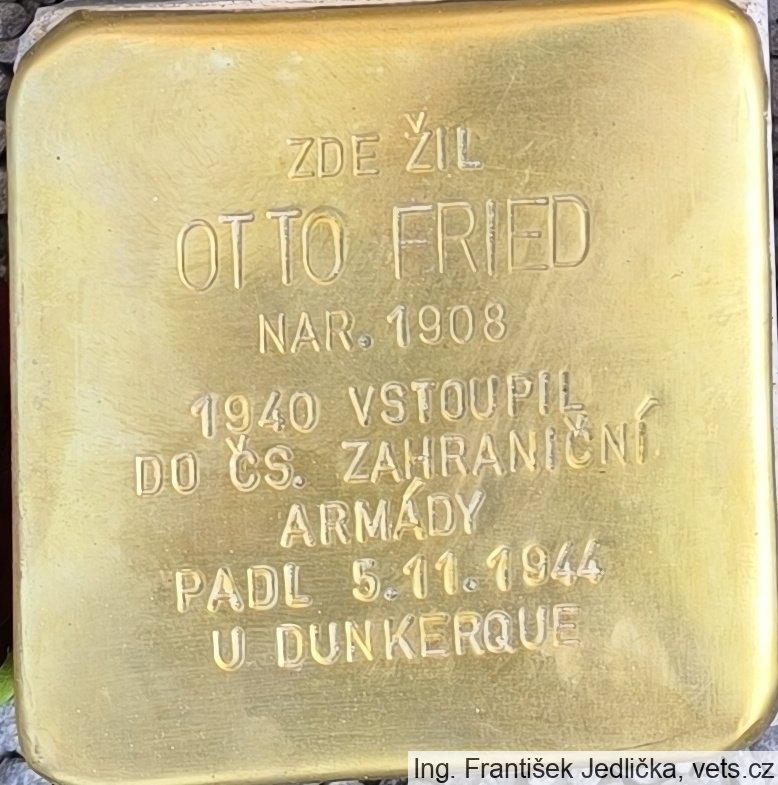 ZDE ŽIL
OTTO FRIED
NAR. 1908
1940 VSTOUPIL
DO ČS. ZAHRANIČNÍ
ARMÁDY
PADL 5.11.1944
U DUNKERQUE
Ing. František Jedlička, vets.cz